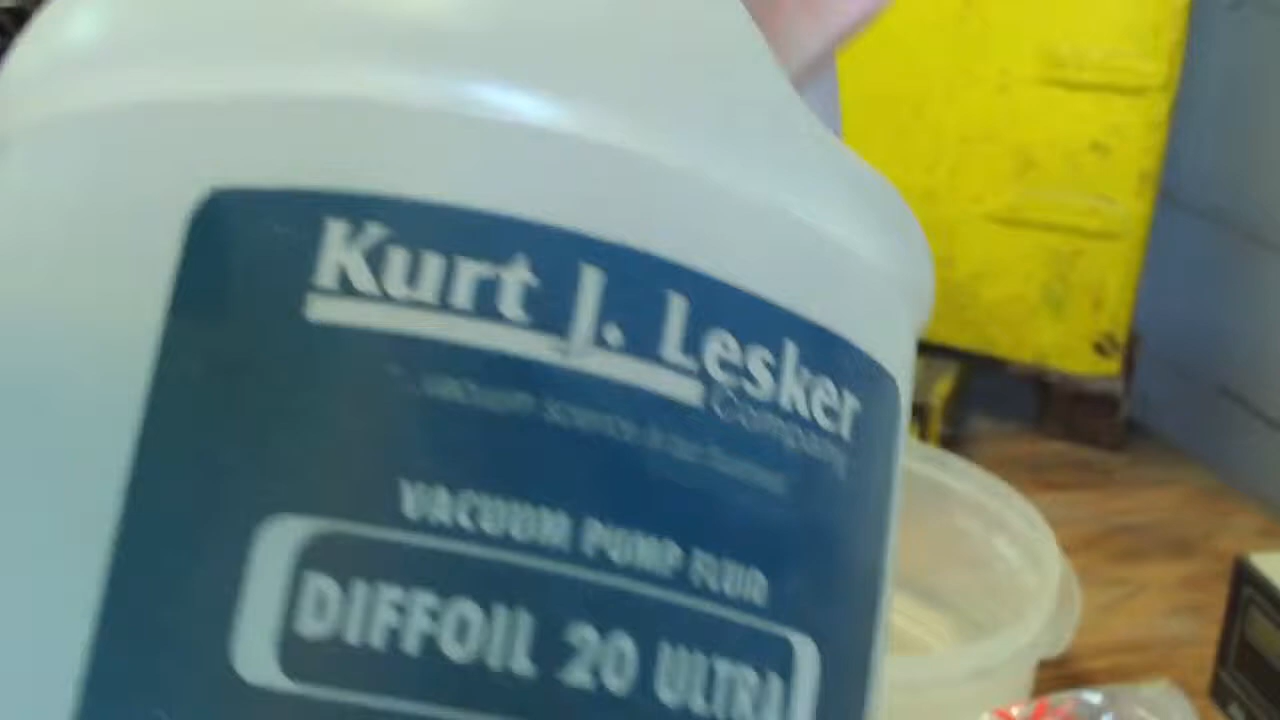 Kurt J. Lesker
Company
VACUUM PUMP FLUID
DIFFOIL 20 ULTRA